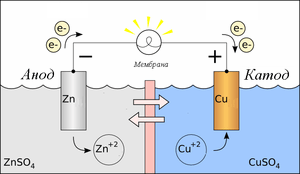 e-
e-
e-
e-
−
+
Мембрана
Анод
Катод
Zn
Cu
Zn+2
Cu+2
ZnSO4
CuSO4